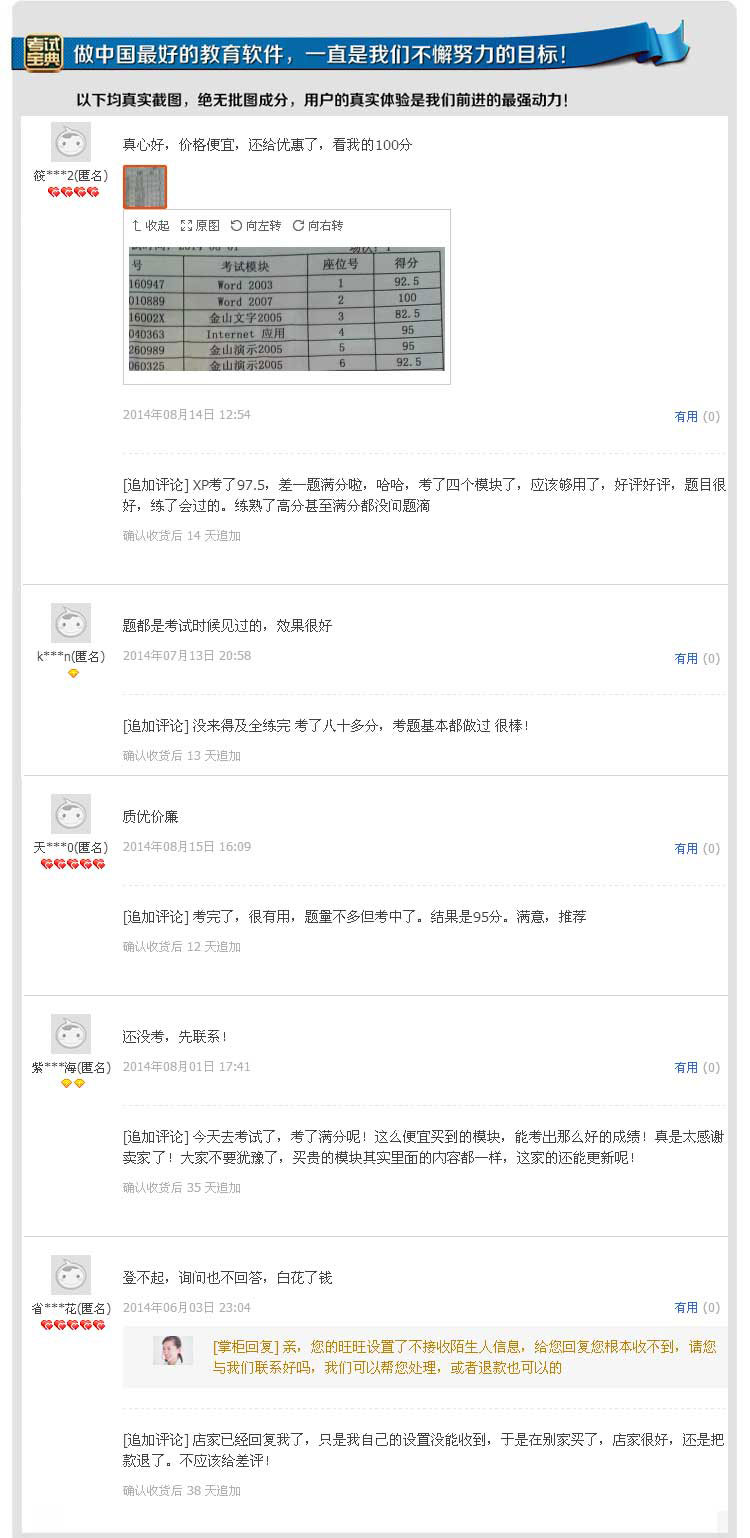 考试宝典
做中国最好的教育软件，一直是我们不懈努力的目标！
以下均真实截图，绝无批图成分，用户的真实体验是我们前进的最强动力！
真心好，价格便宜，还给优惠了，看我的100分
筱***2(匿名)
收起 原图 向左转 向右转
号 考试模块 座位号 得分
160947 Word 2003 1 92.5
010889 Word 2007 2 100
16002X 金山文字2005 3 82.5
040363 Internet 应用 4 95
260989 金山演示2005 5 95
060325 金山演示2005 6 92.5
2014年08月14日 12:54 有用 (0)
[追加评论] XP考了97.5，差一题满分啦，哈哈，考了四个模块了，应该够用了，好评好评，题目很
好，练了会过的。练熟了高分甚至满分都没问题滴
确认收货后 14 天追加
题都是考试时候见过的，效果很好
k***n(匿名)
2014年07月13日 20:58 有用 (0)
[追加评论] 没来得及全练完 考了八十多分，考题基本都做过 很棒！
确认收货后 13 天追加
质优价廉
天***0(匿名)
2014年08月15日 16:09 有用 (0)
[追加评论] 考完了，很有用，题量不多但考中了。结果是95分。满意，推荐
确认收货后 12 天追加
还没考，先联系！
紫***海(匿名)
2014年08月01日 17:41 有用 (0)
[追加评论] 今天去考试了，考了满分呢！这么便宜买到的模块，能考出那么好的成绩！真是太感谢
卖家了！大家不要犹豫了，买贵的模块其实里面的内容都一样，这家的还能更新呢！
确认收货后 35 天追加
登不起，询问也不回答，白花了钱
省***花(匿名)
2014年06月03日 23:04 有用 (0)
[掌柜回复] 亲，您的旺旺设置了不接收陌生人信息，给您回复您根本收不到，请您
与我们联系好吗，我们可以帮您处理，或者退款也可以的
[追加评论] 店家已经回复我了，只是我自己的设置没能收到，于是在别家买了，店家很好，还是把
款退了。不应该给差评！
确认收货后 38 天追加